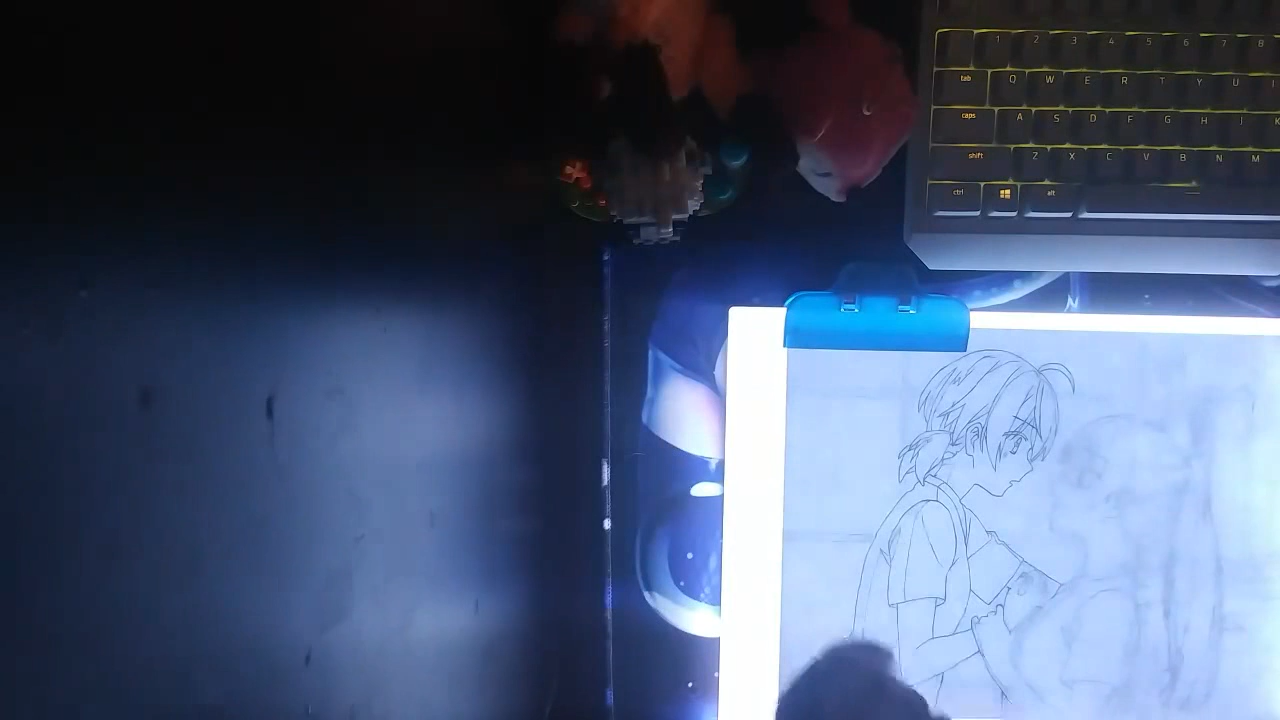 1 2 3 4 5 6 7 8
tab Q W E R T Y U I
caps A S D F G H J K
shift Z X C V B N M
ctrl alt